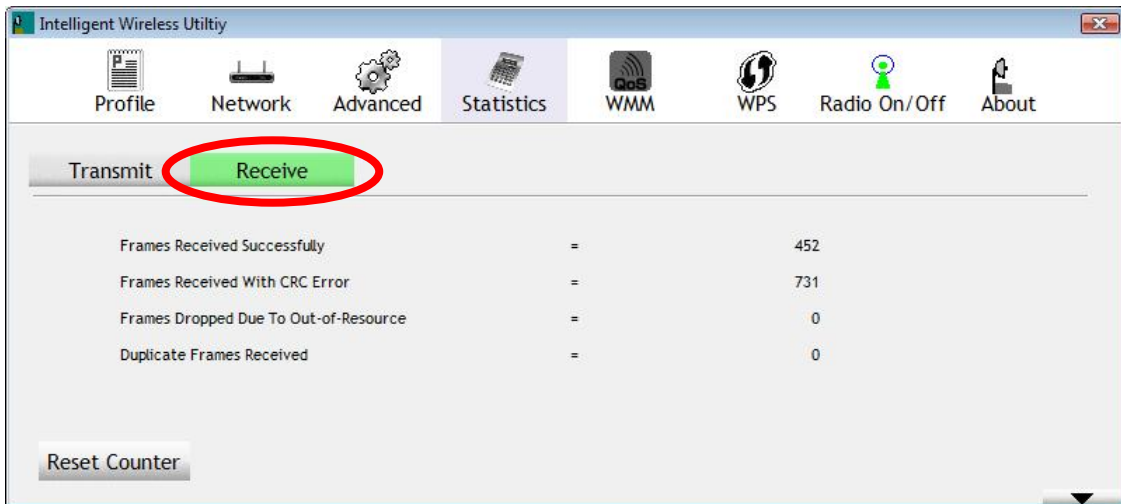 Intelligent Wireless Utiltiy
Profile Network Advanced Statistics QoS WMM WPS Radio On/Off About
Transmit Receive
Frames Received Successfully = 452
Frames Received With CRC Error = 731
Frames Dropped Due To Out-of-Resource = 0
Duplicate Frames Received = 0
Reset Counter